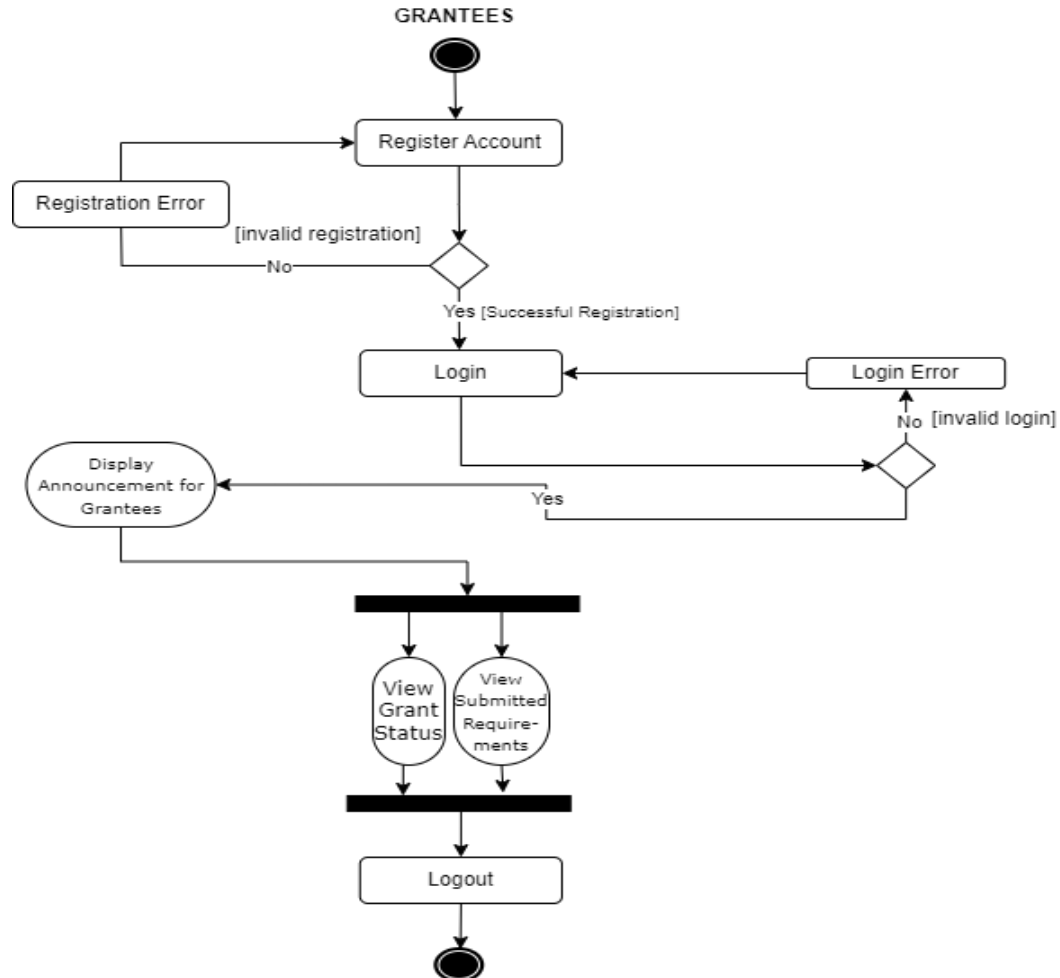 GRANTEES
Register Account
Registration Error
[invalid registration]
No
Yes [Successful Registration]
Login
Login Error
No [invalid login]
Display
Announcement for
Grantees
Yes
View
Grant
Status
View
Submitted
Require-
ments
Logout